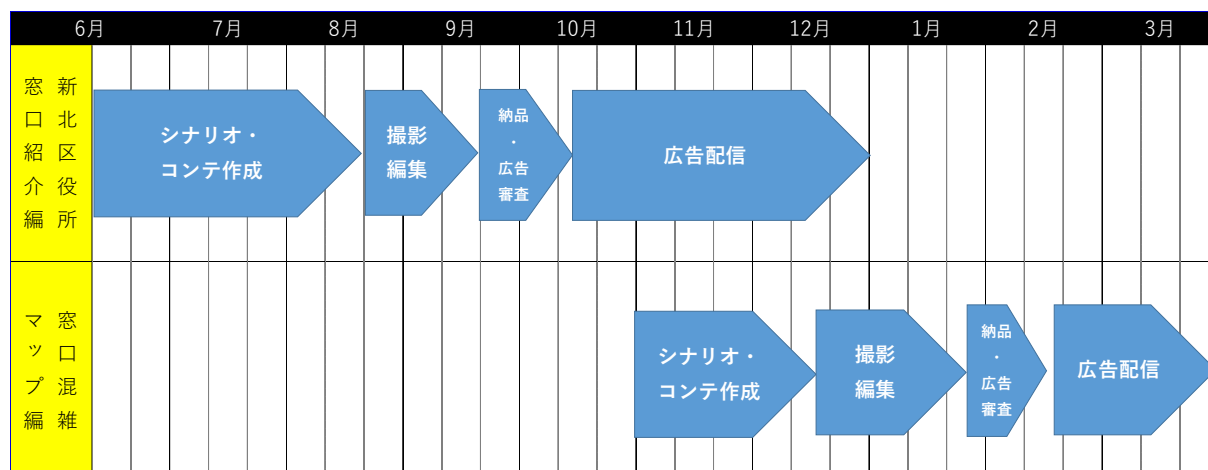 6月 7月 8月 9月 10月 11月 12月 1月 2月 3月
新北区役所
窓口紹介編
シナリオ・
コンテ作成
撮影
編集
納品
・
広告
審査
広告配信
窓口混雑
マップ編
シナリオ・
コンテ作成
撮影
編集
納品
・
広告
審査
広告配信